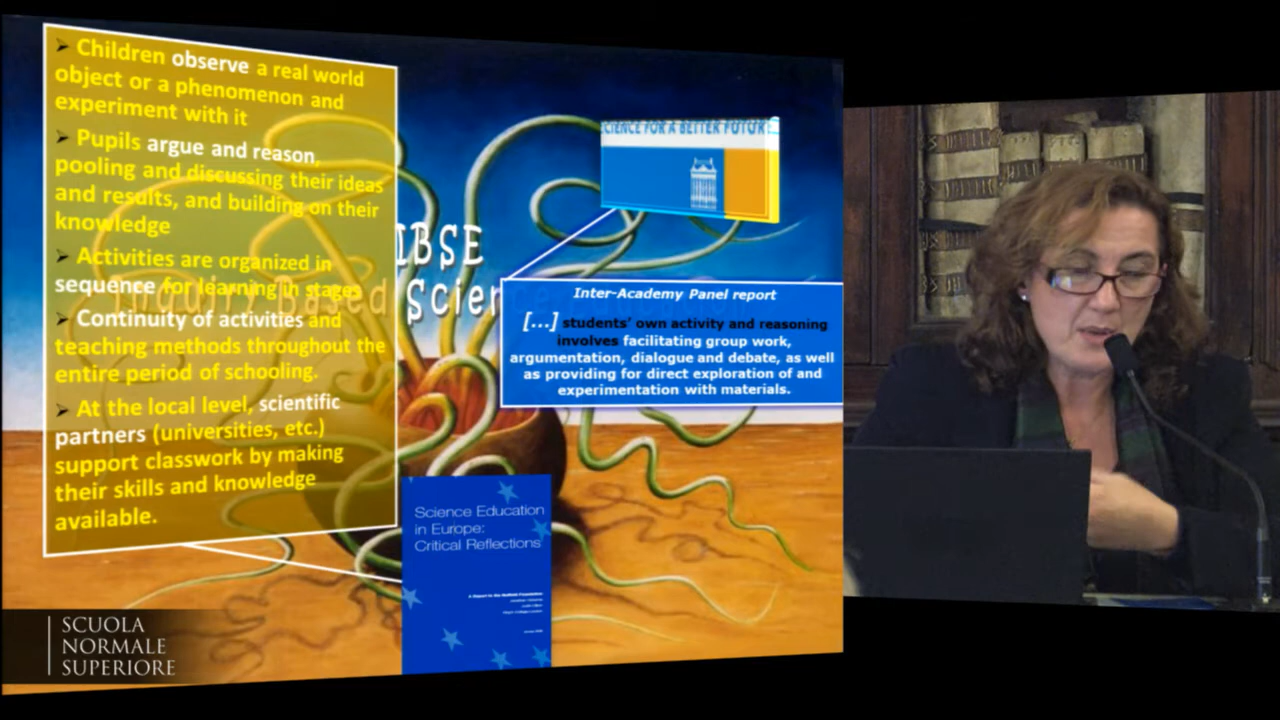 ➢ Children observe a real world
object or a phenomenon and
experiment with it
➢ Pupils argue and reason,
pooling and discussing their ideas
and results, and building on their
knowledge
➢ Activities are organized in
sequence for learning in stages
➢ Continuity of activities and
teaching methods throughout the
entire period of schooling.
➢ At the local level, scientific
partners (universities, etc.)
support classwork by making
their skills and knowledge
available.
IBSE
Inquiry Based Scien
SCIENCE FOR A BETTER FUTURE
Inter-Academy Panel report
[...] students' own activity and reasoning
involves facilitating group work,
argumentation, dialogue and debate, as well
as providing for direct exploration of and
experimentation with materials.
Science Education
in Europe:
Critical Reflections
A Report to the Nuffield Foundation
SCUOLA
NORMALE
SUPERIORE